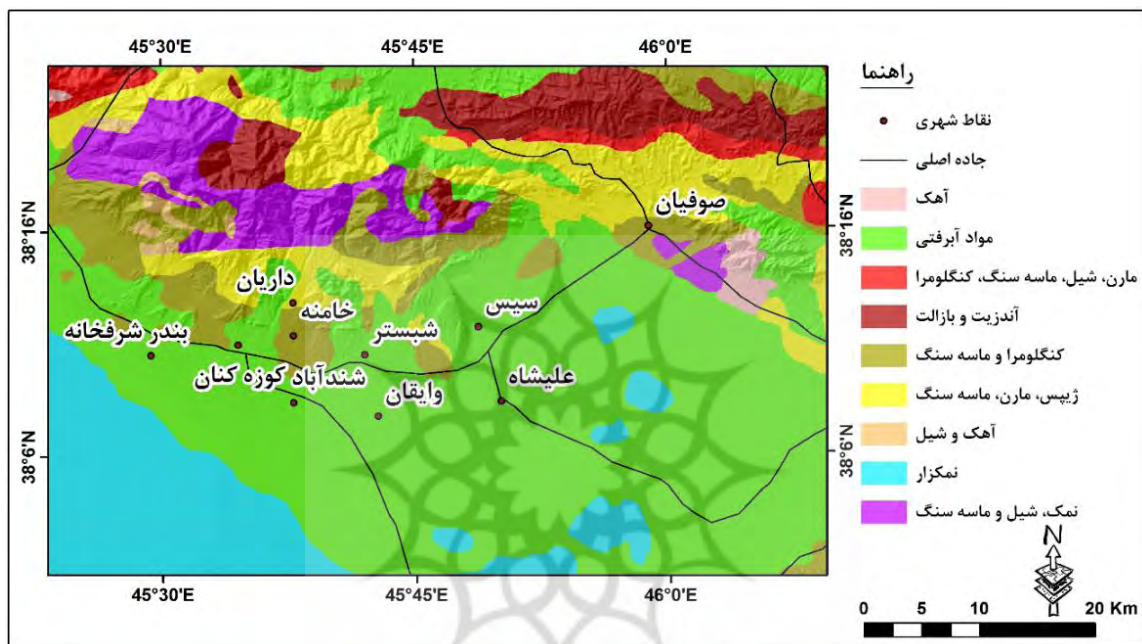 45°30'E
45°45'E
46°0'E
راهنما
نقاط شهری
جاده اصلی
آهک
مواد آبرفتی
مارن، شیل، ماسه سنگ، کنگلومرا
آندزیت و بازالت
کنگلومرا و ماسه سنگ
ژیپس، مارن، ماسه سنگ
آهک و شیل
نمکزار
نمک، شیل و ماسه سنگ
38°16'N
38°16'N
صوفیان
داریان
خامنه
سیس
شبستر
بندر شرفخانه
شندآباد کوزه کنان
علیشاه
وایقان
38°6'N
38°6'N
45°30'E
45°45'E
46°0'E
N
0 5 10 20 Km